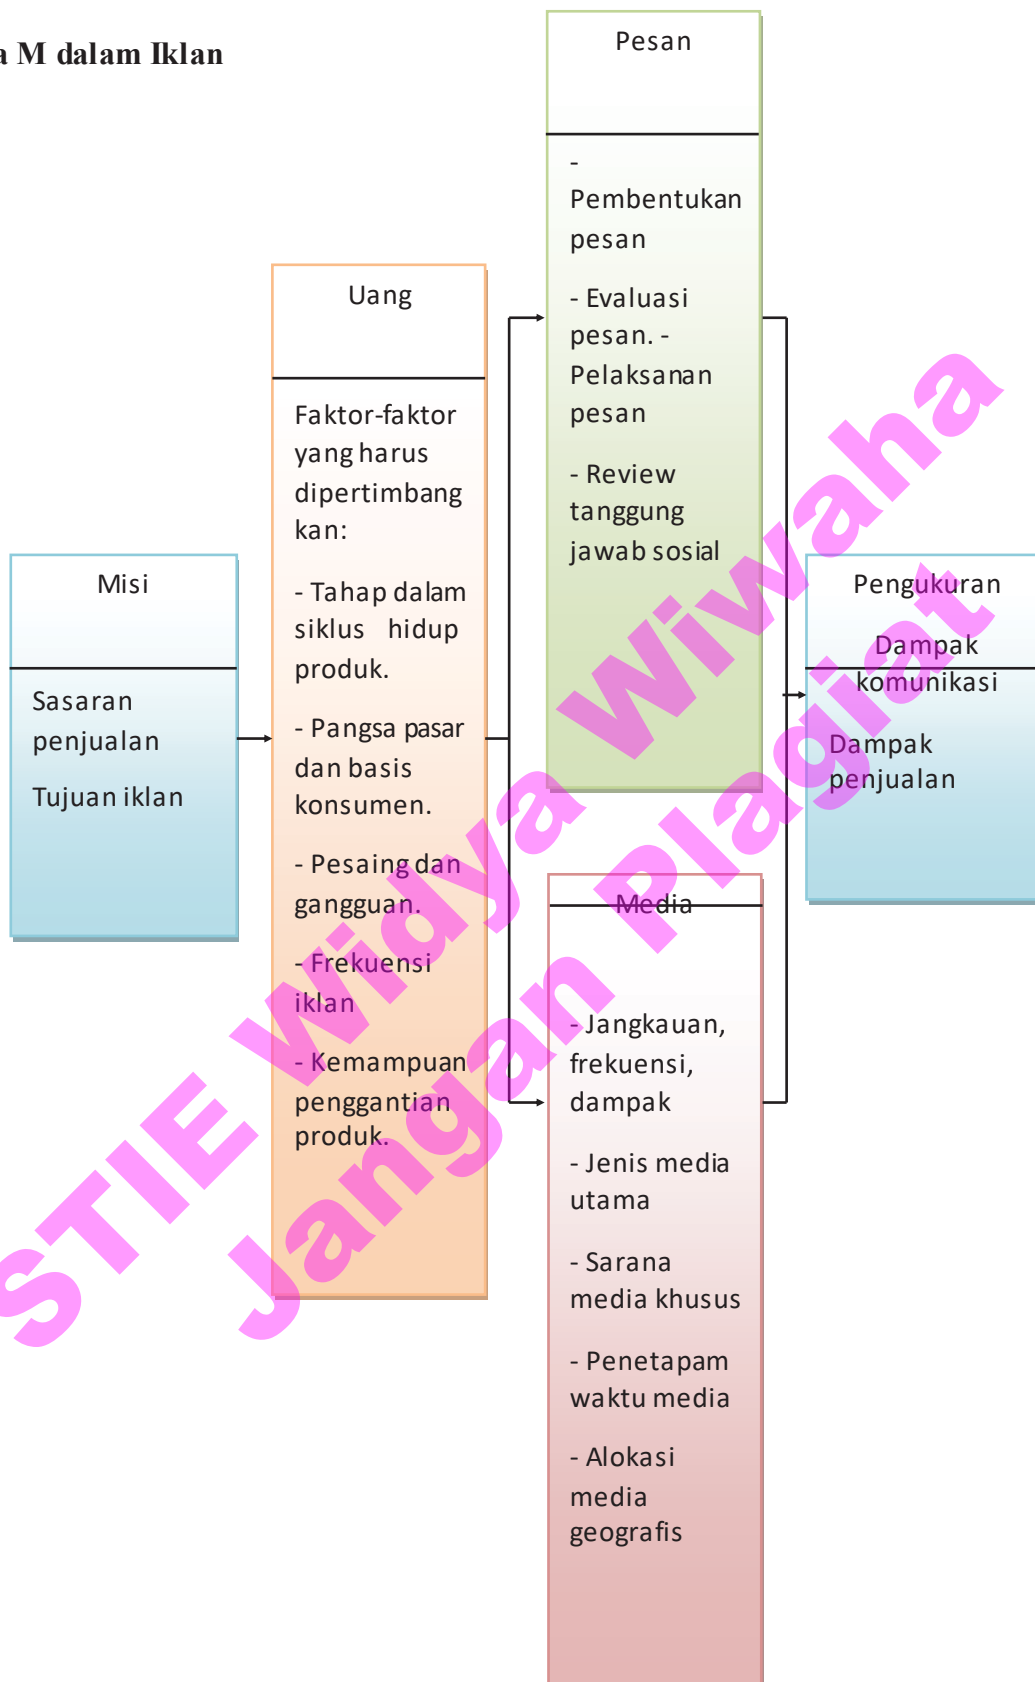 a M dalam Iklan
Misi
Sasaran
penjualan
Tujuan iklan
Uang
Faktor-faktor
yang harus
dipertimbang
kan:
- Tahap dalam
siklus hidup
produk.
- Pangsa pasar
dan basis
konsumen.
- Pesaing dan
gangguan.
- Frekuensi
iklan
- Kemampuan
penggantian
produk.
Pesan
-
Pembentukan
pesan
- Evaluasi
pesan. -
Pelaksanan
pesan
- Review
tanggung
jawab sosial
Media
- Jangkauan,
frekuensi,
dampak
- Jenis media
utama
- Sarana
media khusus
- Penetapam
waktu media
- Alokasi
media
geografis
Pengukuran
Dampak
komunikasi
Dampak
penjualan
STIE Widya Wiwaha
Jangan Plagiat